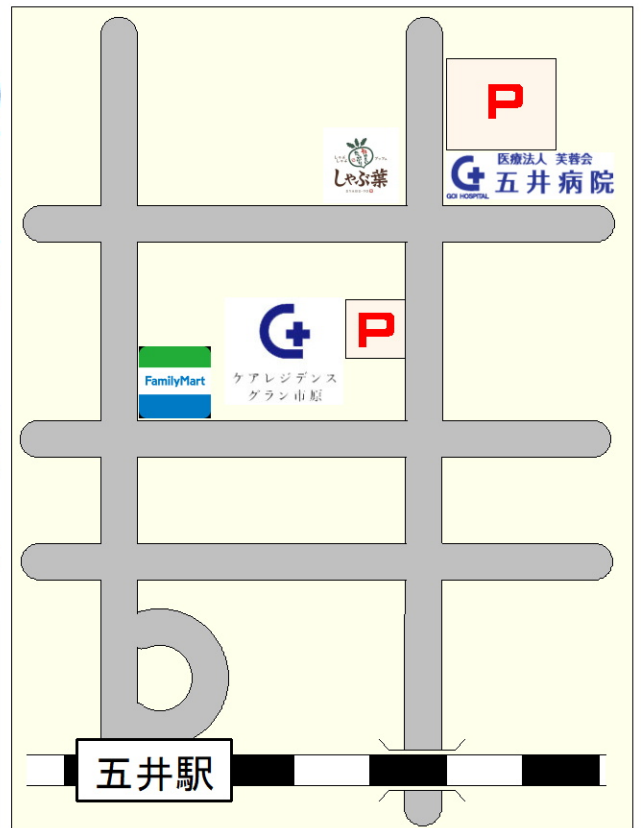 P
しゃぶ葉
医療法人 芙蓉会
五井病院
GOI HOSPITAL
P
FamilyMart
ケアレジデンス
グラン市原
五井駅